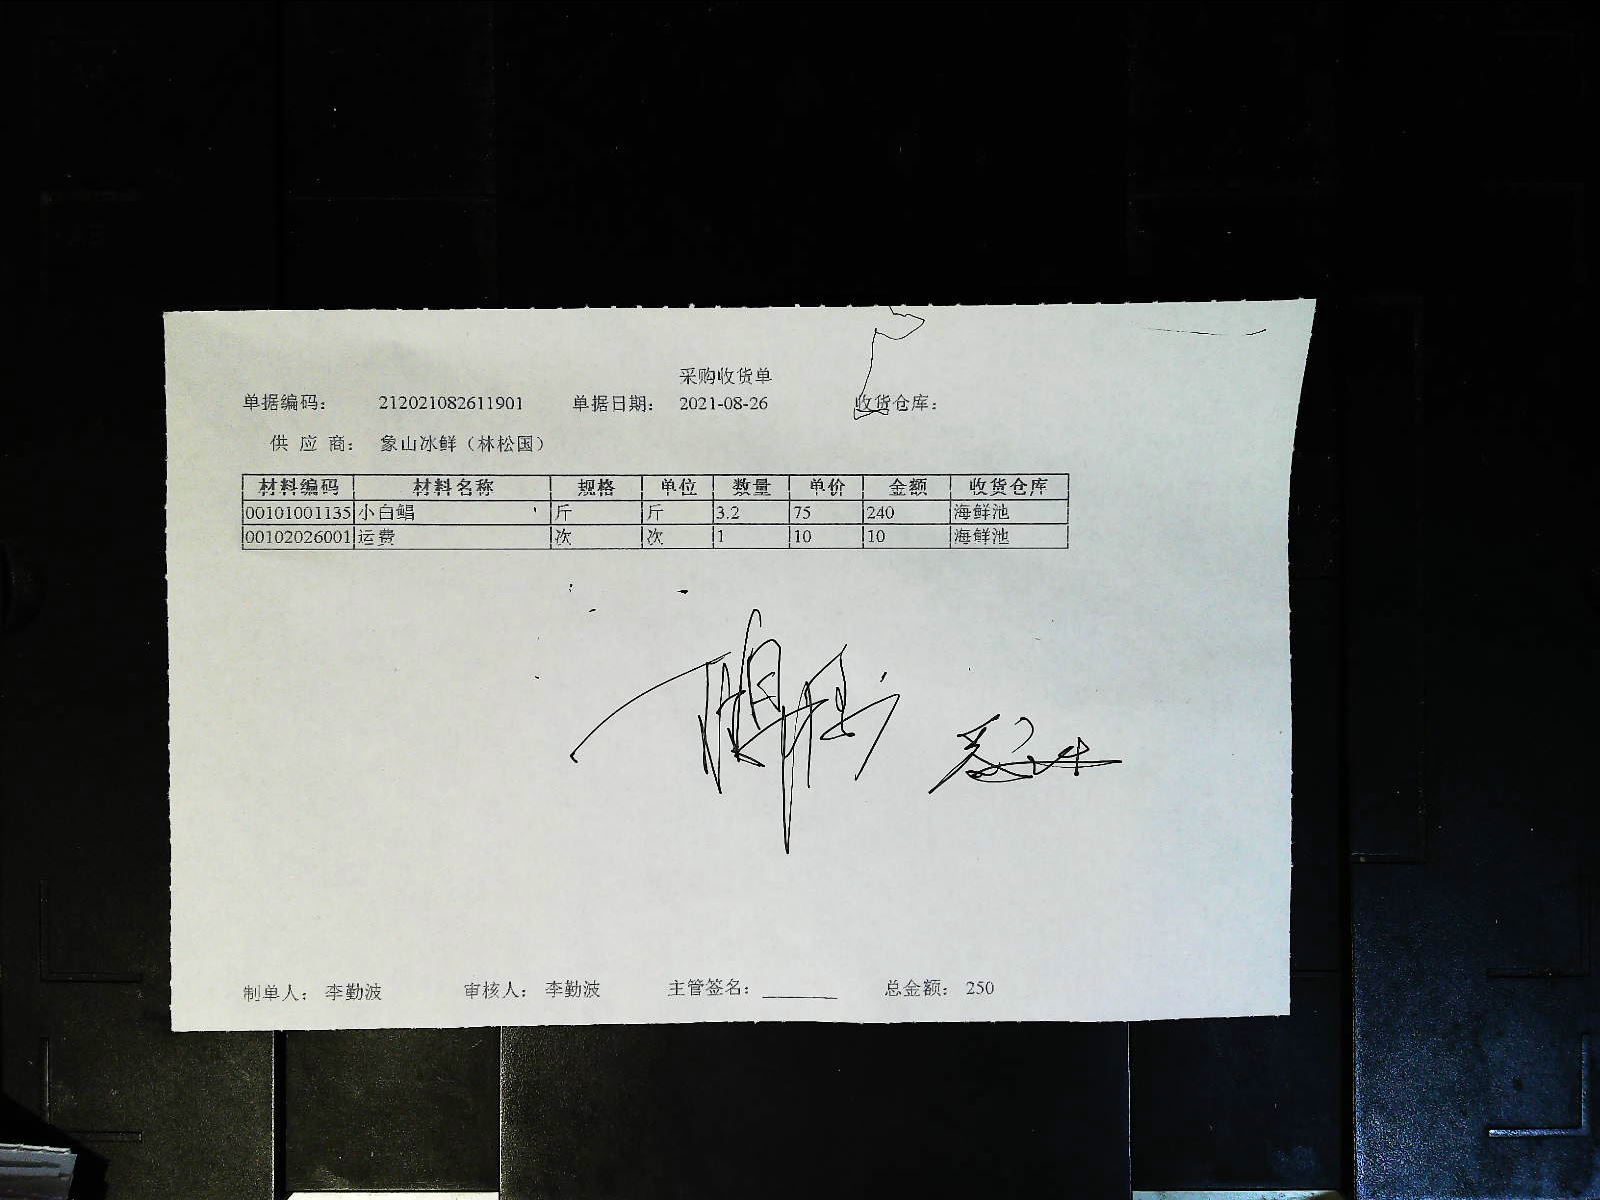 采购收货单
单据编码： 212021082611901 单据日期： 2021-08-26 收货仓库：
供 应 商： 象山冰鲜（林松国）
材料编码 材料名称 规格 单位 数量 单价 金额 收货仓库
00101001135 小白鲳 斤 斤 3.2 75 240 海鲜池
00102026001 运费 次 次 1 10 10 海鲜池
制单人： 李勤波 审核人： 李勤波 主管签名： 总金额： 250